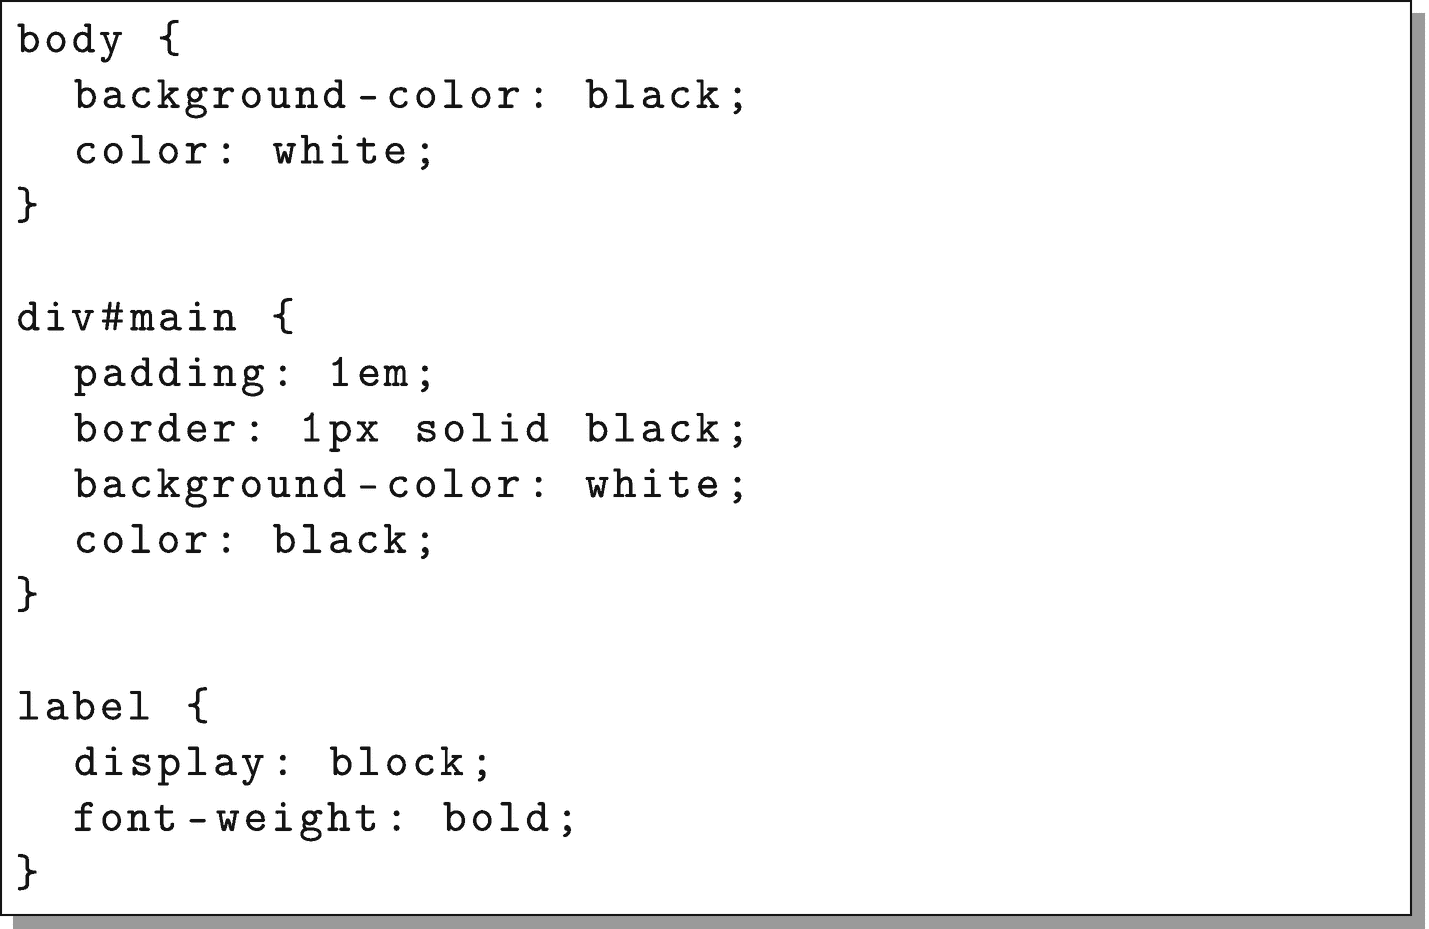 body {
  background-color: black;
  color: white;
}

div#main {
  padding: 1em;
  border: 1px solid black;
  background-color: white;
  color: black;
}

label {
  display: block;
  font-weight: bold;
}